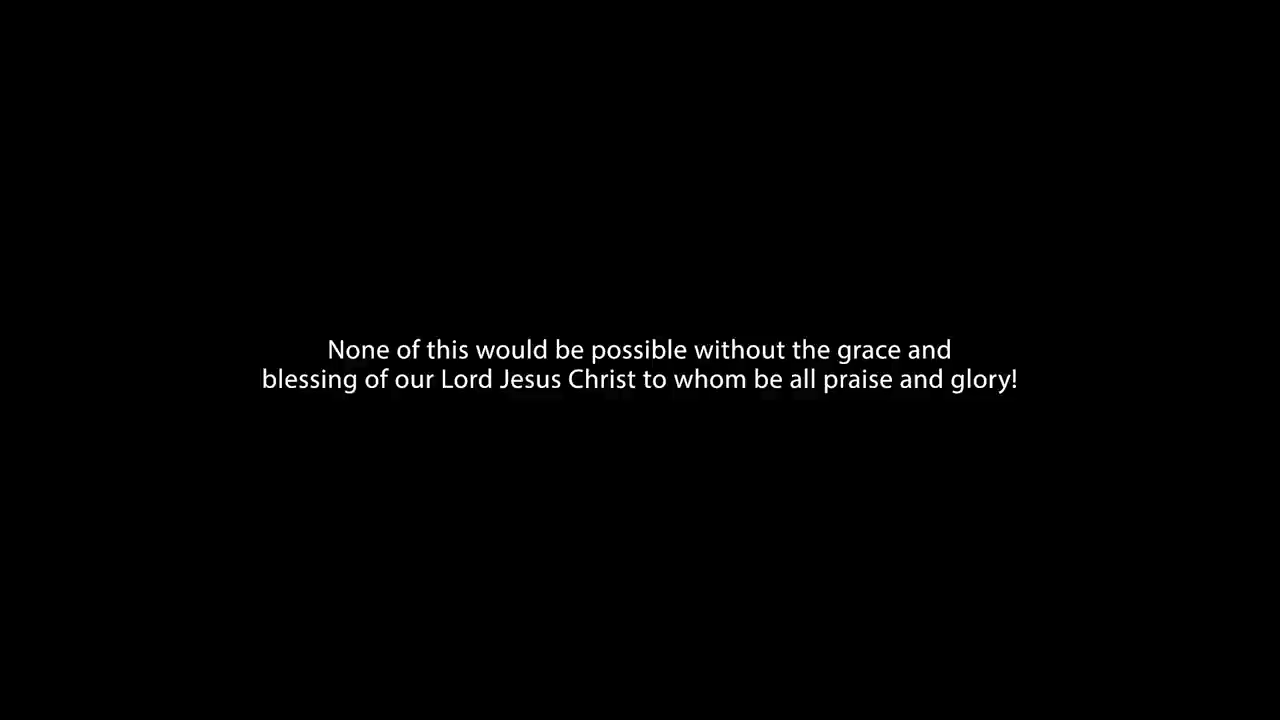 None of this would be possible without the grace and
blessing of our Lord Jesus Christ to whom be all praise and glory!